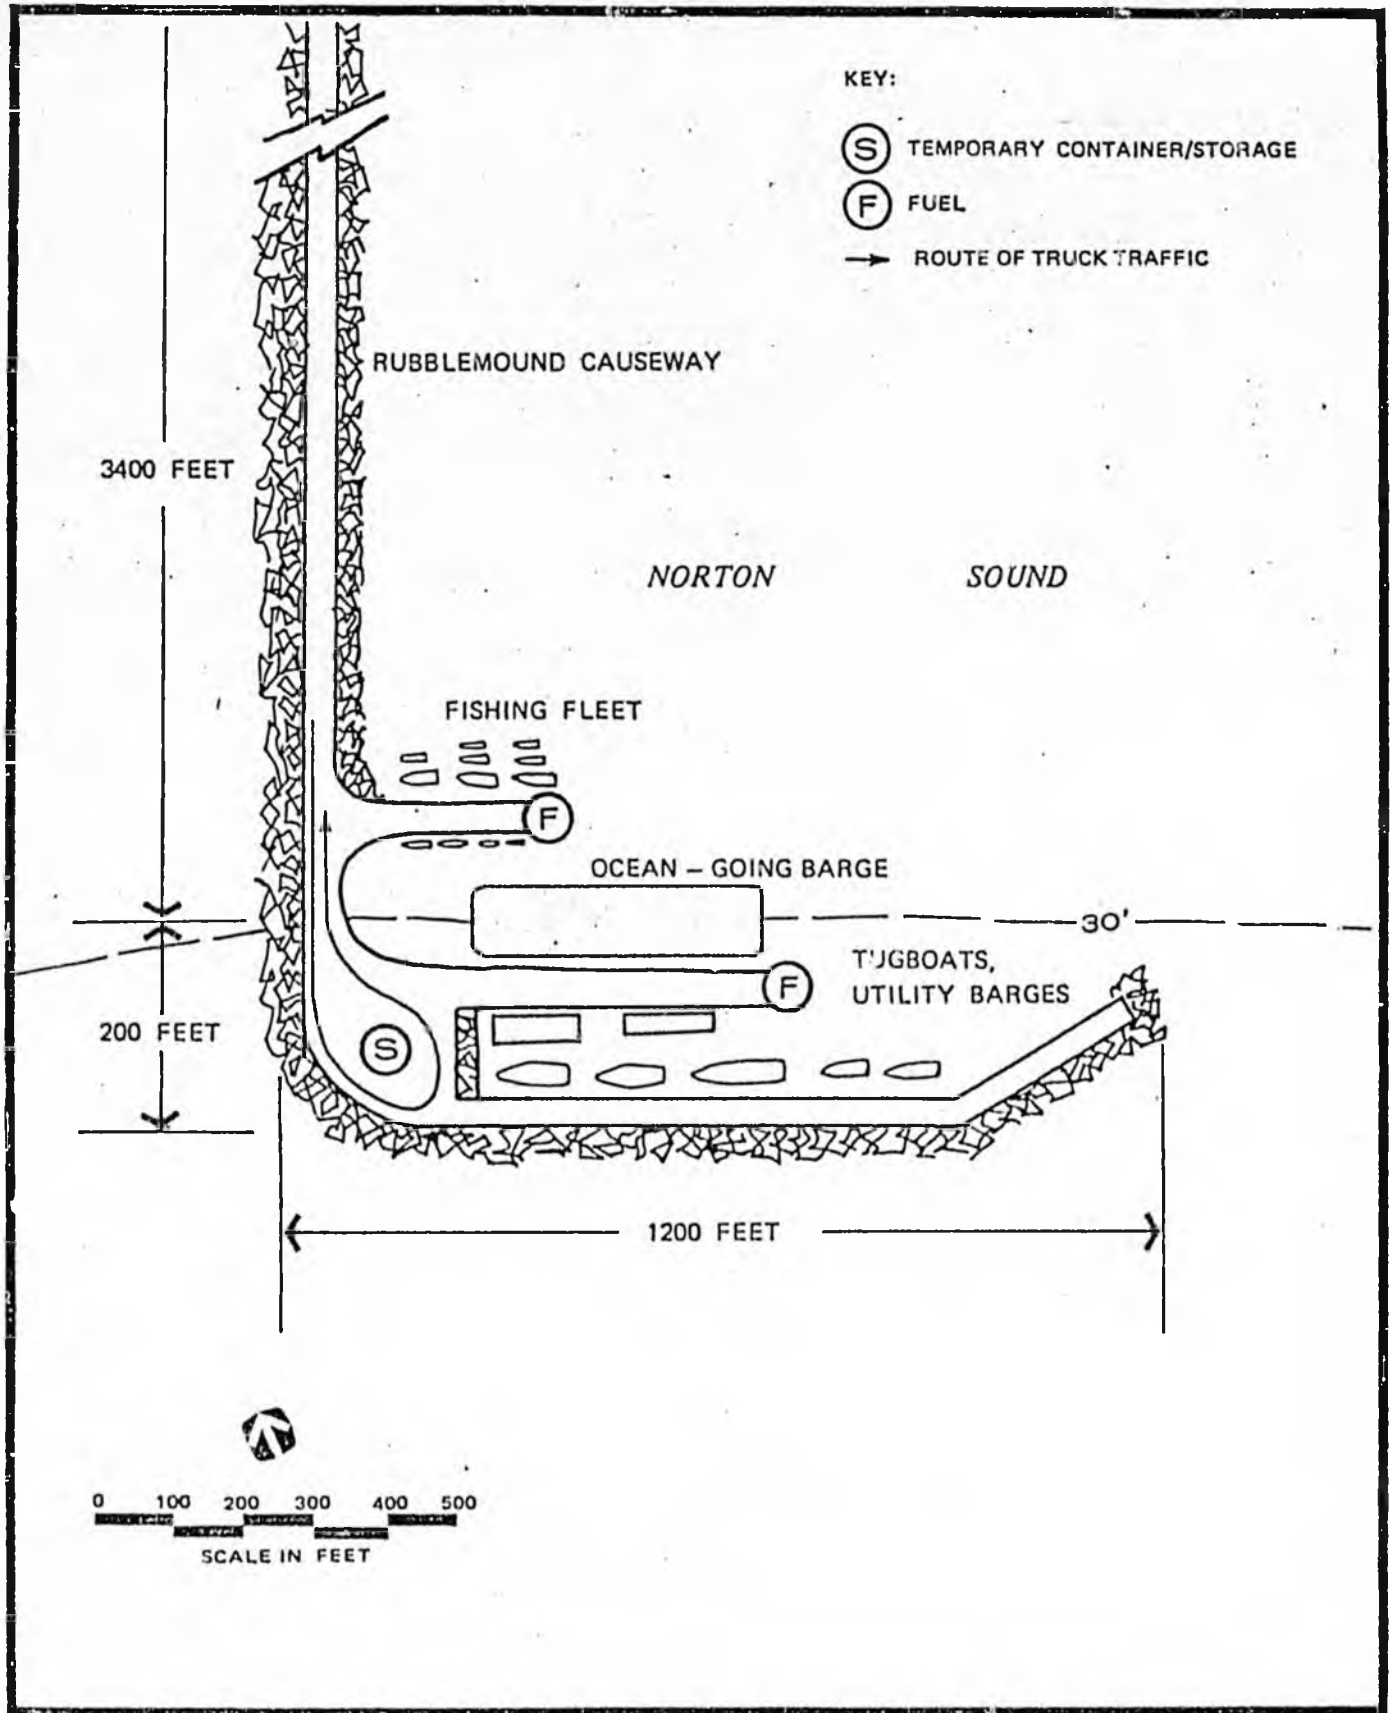 KEY:
S TEMPORARY CONTAINER/STORAGE
F FUEL
ROUTE OF TRUCK TRAFFIC
RUBBLEMOUND CAUSEWAY
3400 FEET
NORTON SOUND
FISHING FLEET
F
OCEAN – GOING BARGE
30'
TUGBOATS,
UTILITY BARGES
F
200 FEET
S
1200 FEET
0 100 200 300 400 500
SCALE IN FEET